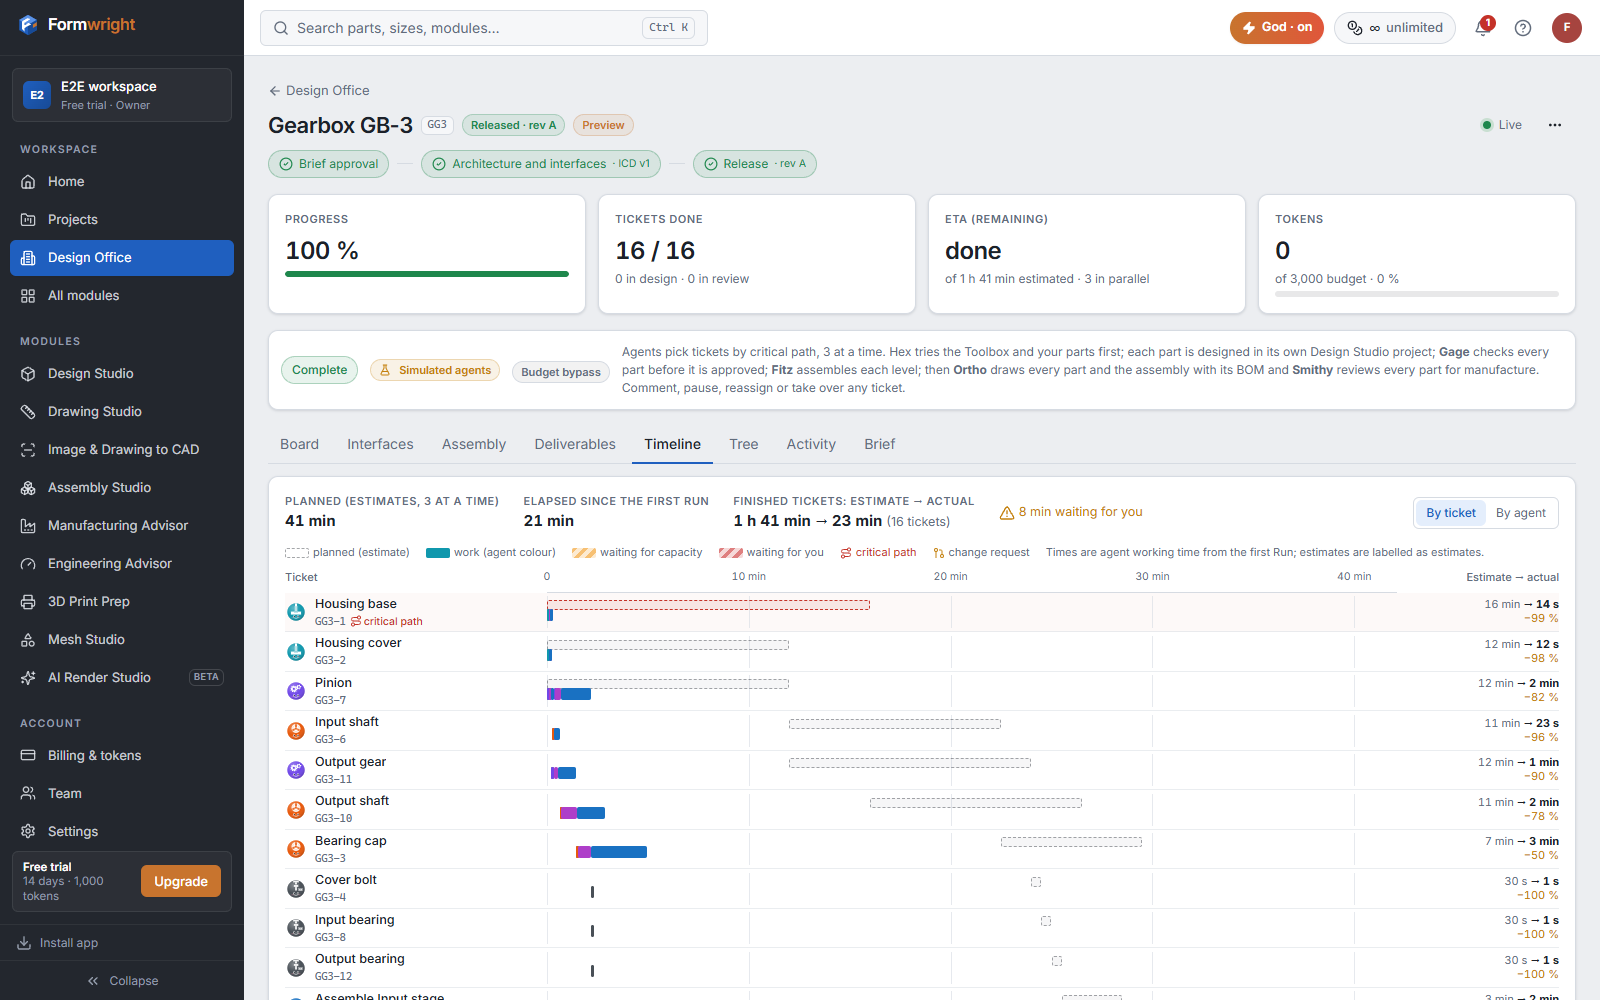 Formwright
Search parts, sizes, modules...
Ctrl K
God · on
∞ unlimited
1
F
E2
E2E workspace
Free trial · Owner
WORKSPACE
Home
Projects
Design Office
All modules
MODULES
Design Studio
Drawing Studio
Image & Drawing to CAD
Assembly Studio
Manufacturing Advisor
Engineering Advisor
3D Print Prep
Mesh Studio
AI Render Studio
BETA
ACCOUNT
Billing & tokens
Team
Settings
Free trial
14 days · 1,000
tokens
Upgrade
Install app
Collapse
Design Office
Gearbox GB-3
GG3
Released · rev A
Preview
Live
Brief approval
Architecture and interfaces · ICD v1
Release · rev A
PROGRESS
100 %
TICKETS DONE
16 / 16
0 in design · 0 in review
ETA (REMAINING)
done
of 1 h 41 min estimated · 3 in parallel
TOKENS
0
of 3,000 budget · 0 %
Complete
Simulated agents
Budget bypass
Agents pick tickets by critical path, 3 at a time. Hex tries the Toolbox and your parts first; each part is designed in its own Design Studio project; Gage checks every
part before it is approved; Fitz assembles each level; then Ortho draws every part and the assembly with its BOM and Smithy reviews every part for manufacture.
Comment, pause, reassign or take over any ticket.
Board
Interfaces
Assembly
Deliverables
Timeline
Tree
Activity
Brief
PLANNED (ESTIMATES, 3 AT A TIME)
41 min
ELAPSED SINCE THE FIRST RUN
21 min
FINISHED TICKETS: ESTIMATE → ACTUAL
1 h 41 min → 23 min (16 tickets)
8 min waiting for you
By ticket
By agent
planned (estimate)
work (agent colour)
waiting for capacity
waiting for you
critical path
change request
Times are agent working time from the first Run; estimates are labelled as estimates.
Ticket
0
10 min
20 min
30 min
40 min
Estimate → actual
Housing base
GG3-1 critical path
16 min → 14 s
−99 %
Housing cover
GG3-2
12 min → 12 s
−98 %
Pinion
GG3-7
12 min → 2 min
−82 %
Input shaft
GG3-6
11 min → 23 s
−96 %
Output gear
GG3-11
12 min → 1 min
−90 %
Output shaft
GG3-10
11 min → 2 min
−78 %
Bearing cap
GG3-3
7 min → 3 min
−50 %
Cover bolt
GG3-4
30 s → 1 s
−100 %
Input bearing
GG3-8
30 s → 1 s
−100 %
Output bearing
GG3-12
30 s → 1 s
−100 %
Assemble Input stage
3 min → 2 min